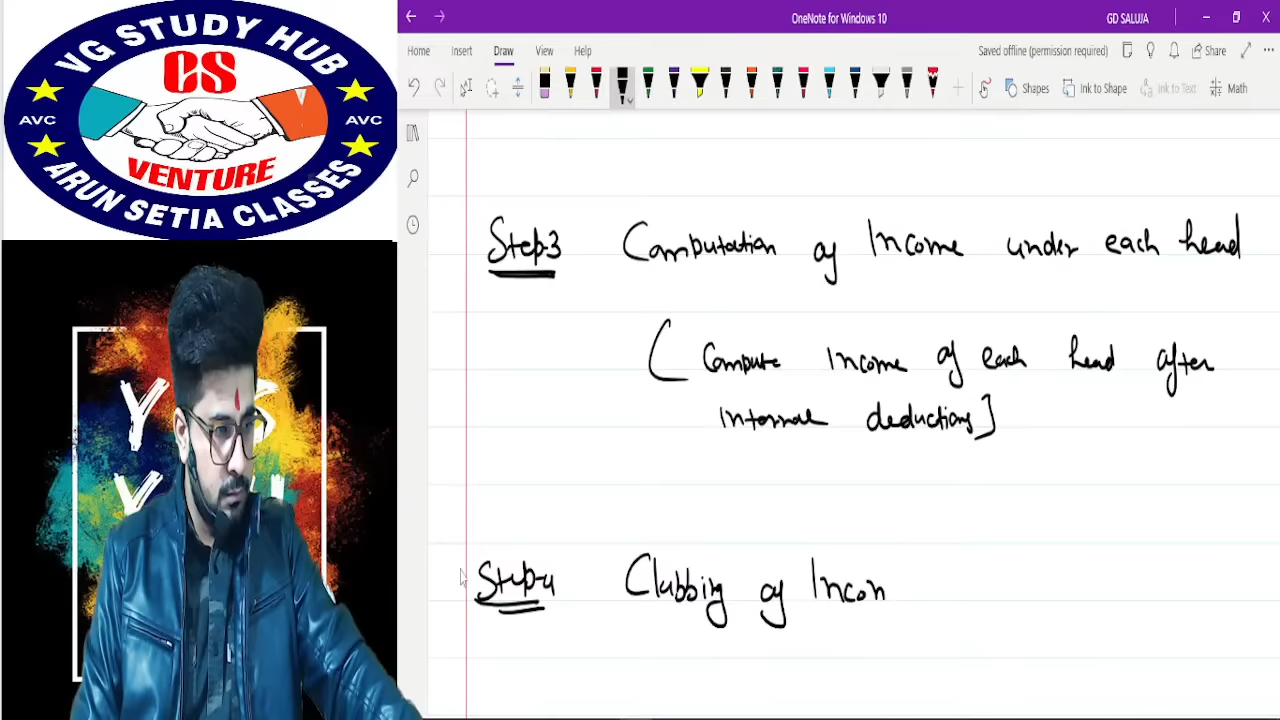 VG STUDY HUB
CS
AVC
AVC
VENTURE
ARUN SETIA CLASSES
OneNote for Windows 10
GD SALUJA
Home
Insert
Draw
View
Help
Saved offline (permission required)
Share
Shapes
Ink to Shape
Ink to Text
Math
Step-3 Computation of Income under each head
( Compute Income of each head after
internal deductions]
Step-4 Clubbing of Incon